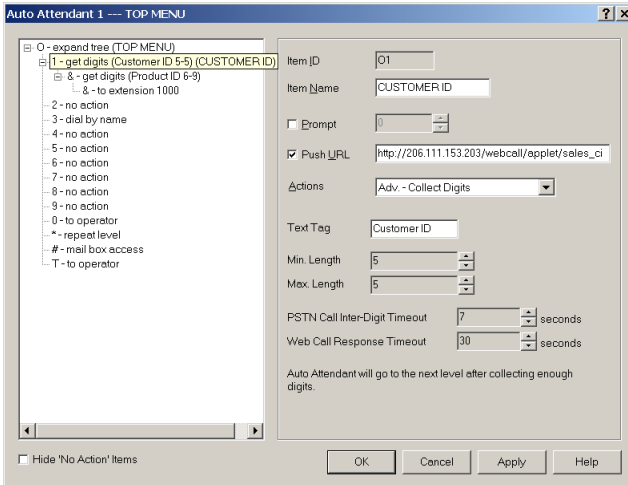 Auto Attendant 1 --- TOP MENU
O - expand tree (TOP MENU)
1 - get digits (Customer ID 5-5) (CUSTOMER ID)
& - get digits (Product ID 6-9)
& - to extension 1000
2 - no action
3 - dial by name
4 - no action
5 - no action
6 - no action
7 - no action
8 - no action
9 - no action
0 - to operator
* - repeat level
# - mail box access
T - to operator
Hide 'No Action' Items
Item ID
O1
Item Name
CUSTOMER ID
Prompt
0
Push URL
http://206.111.153.203/webcall/applet/sales_ci
Actions
Adv. - Collect Digits
Text Tag
Customer ID
Min. Length
5
Max. Length
5
PSTN Call Inter-Digit Timeout
7
seconds
Web Call Response Timeout
30
seconds
Auto Attendant will go to the next level after collecting enough
digits.
OK
Cancel
Apply
Help